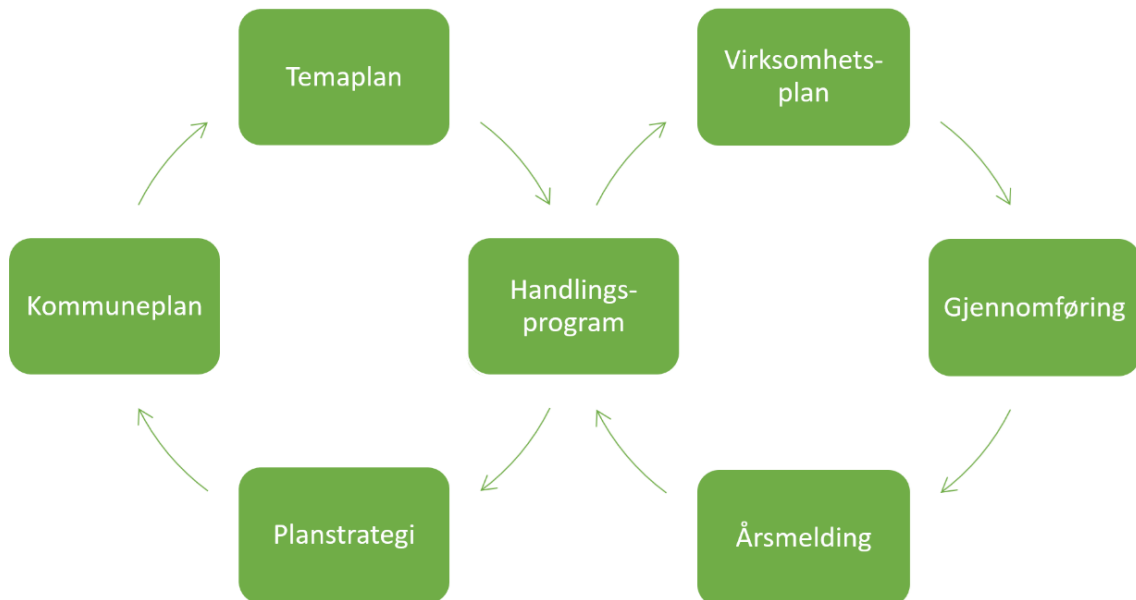 Temaplan
Virksomhets-
plan
Kommuneplan
Handlings-
program
Gjennomføring
Planstrategi
Årsmelding